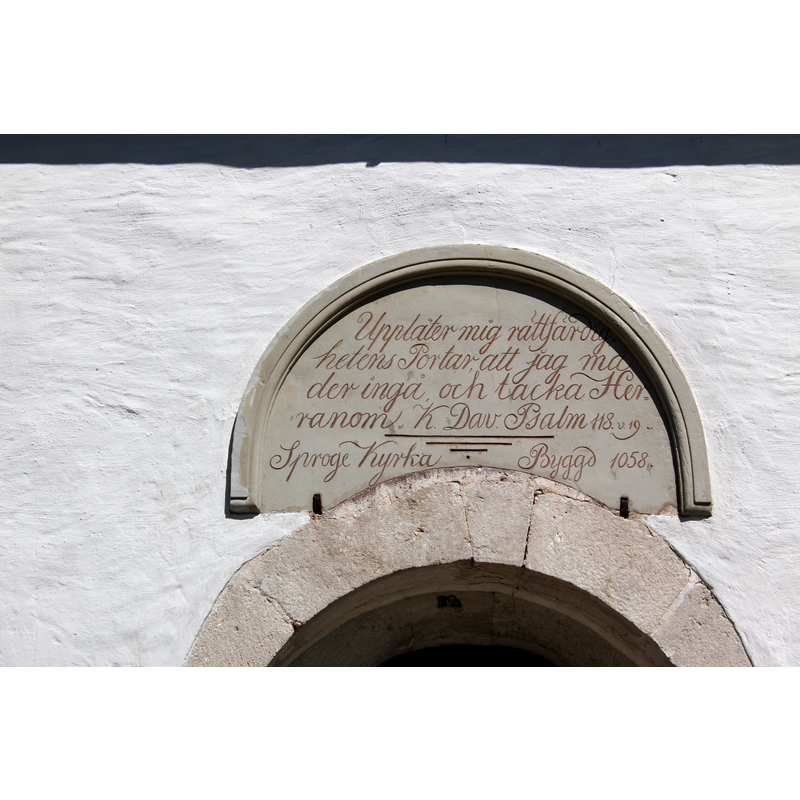 Upplåter mig rättfärdig
hetens Portar, att jag må
der ingå, och tacka Her-
ranom. K. Dav. Psalm 118. v 19.
Sproge Kyrka Byggd 1058.